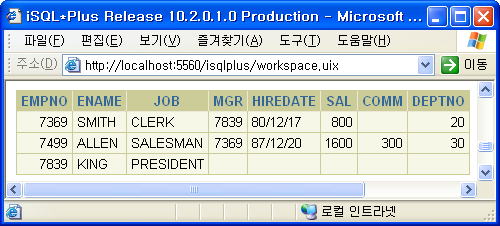 iSQL*Plus Release 10.2.0.1.0 Production - Microsoft ...
파일(F) 편집(E) 보기(V) 즐겨찾기(A) 도구(T) 도움말(H)
주소(D) http://localhost:5560/isqlplus/workspace.uix 이동
EMPNO ENAME JOB MGR HIREDATE SAL COMM DEPTNO
7369 SMITH CLERK 7839 80/12/17 800 20
7499 ALLEN SALESMAN 7369 87/12/20 1600 300 30
7839 KING PRESIDENT
로컬 인트라넷